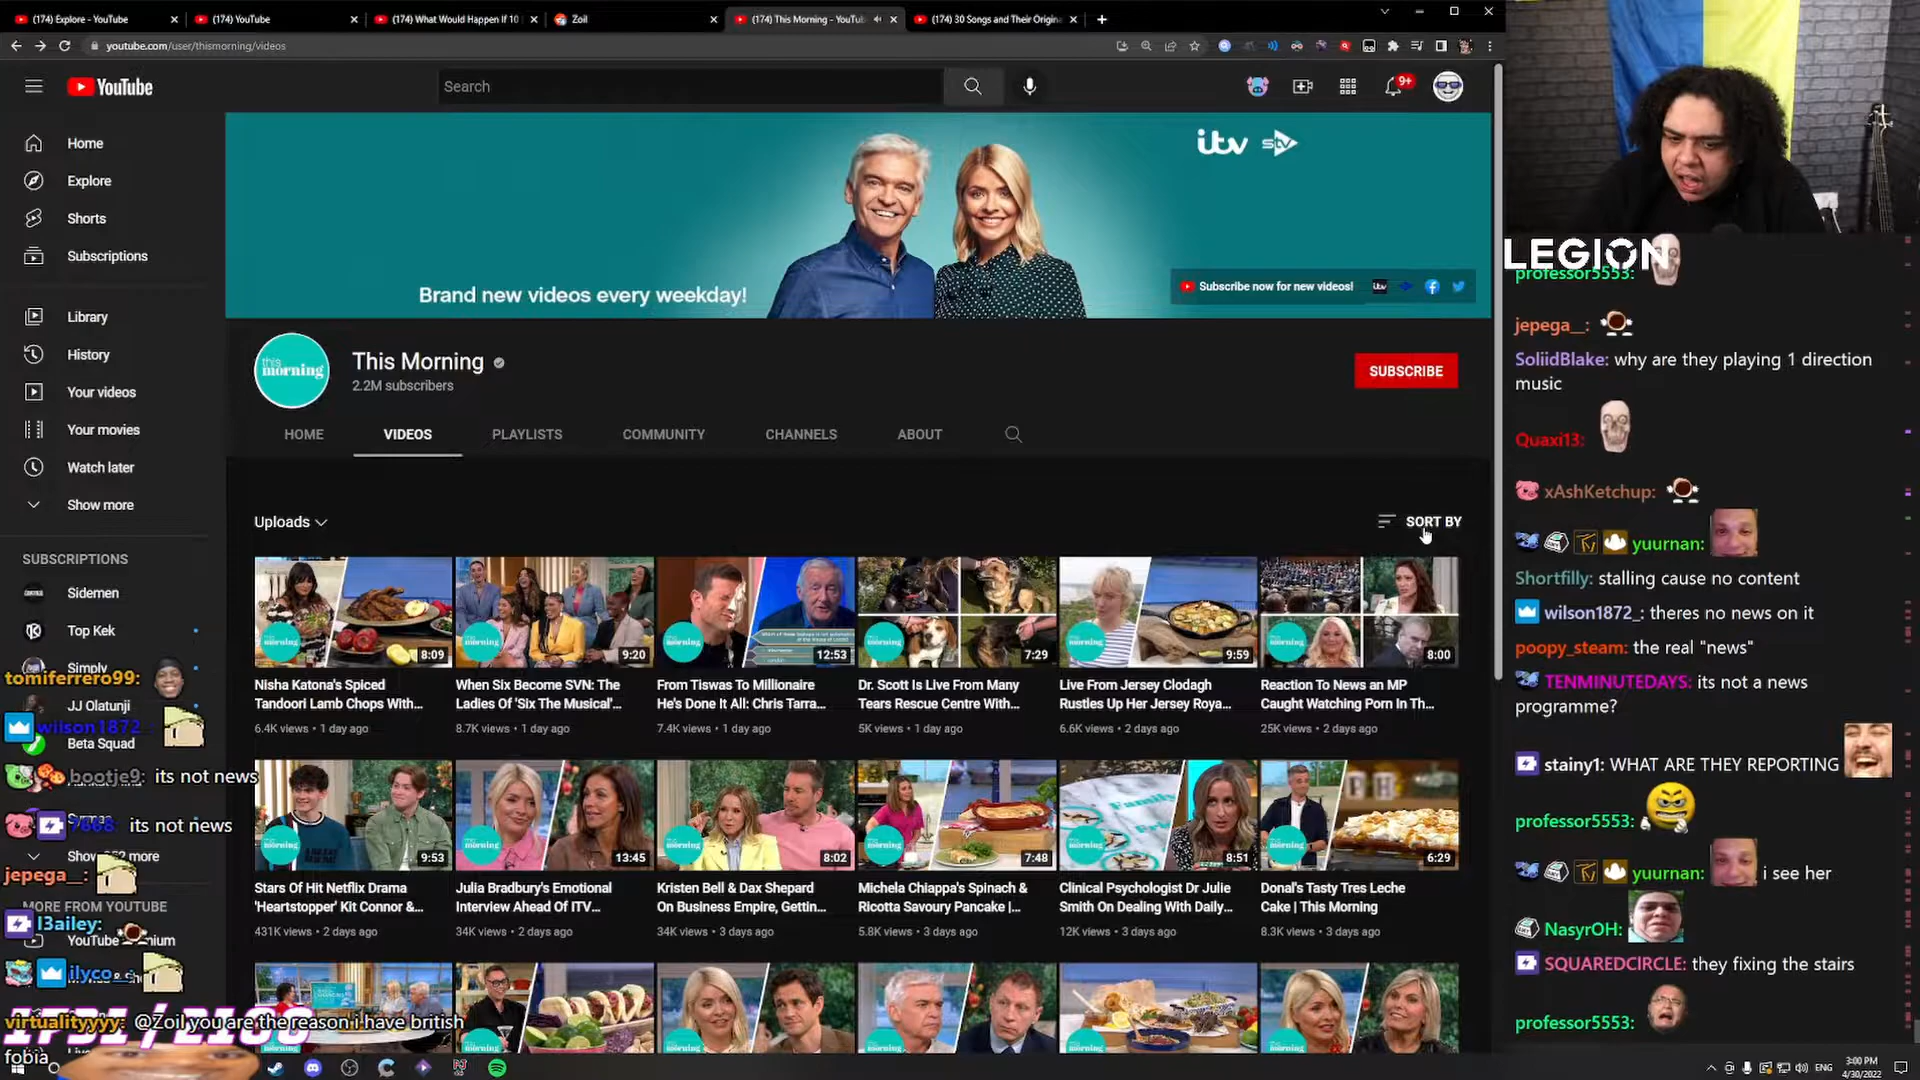 (174) Explore - YouTube
(174) YouTube
(174) What Would Happen If 10
Zoil
(174) This Morning - YouTu
(174) 30 Songs and Their Origin
youtube.com/user/thismorning/videos
YouTube
Search
9+
Home
Explore
Shorts
Subscriptions
Library
History
Your videos
Your movies
Watch later
Show more
SUBSCRIPTIONS
Sidemen
Top Kek
Simply
JJ Olatunji
Beta Squad
MORE FROM YOUTUBE
itv STV
Brand new videos every weekday!
Subscribe now for new videos!
this morning
This Morning
2.2M subscribers
SUBSCRIBE
HOME
VIDEOS
PLAYLISTS
COMMUNITY
CHANNELS
ABOUT
Uploads
SORT BY
8:09
9:20
12:53
7:29
9:59
8:00
Nisha Katona's Spiced
Tandoori Lamb Chops With...
6.4K views • 1 day ago
When Six Become SVN: The
Ladies Of 'Six The Musical'...
8.7K views • 1 day ago
From Tiswas To Millionaire
He's Done It All: Chris Tarra...
7.4K views • 1 day ago
Dr. Scott Is Live From Many
Tears Rescue Centre With...
5K views • 1 day ago
Live From Jersey Clodagh
Rustles Up Her Jersey Roya...
6.6K views • 2 days ago
Reaction To News an MP
Caught Watching Porn In Th...
25K views • 2 days ago
9:53
13:45
8:02
7:48
8:51
6:29
Stars Of Hit Netflix Drama
'Heartstopper' Kit Connor &...
431K views • 2 days ago
Julia Bradbury's Emotional
Interview Ahead Of ITV...
34K views • 2 days ago
Kristen Bell & Dax Shepard
On Business Empire, Gettin...
34K views • 3 days ago
Michela Chiappa's Spinach &
Ricotta Savoury Pancake |...
5.8K views • 3 days ago
Clinical Psychologist Dr Julie
Smith On Dealing With Daily...
12K views • 3 days ago
Donal's Tasty Tres Leche
Cake | This Morning
8.3K views • 3 days ago
tomiferrero99:
wilson1872_
bootje9: its not news
7668 its not news
jepega__:
l3ailey:
ilyco_
virtualityyyy: @Zoil you are the reason i have british
fobia
LEGION
professor5553:
jepega__:
SoliidBlake: why are they playing 1 direction
music
Quaxi13:
xAshKetchup:
yuurnan:
Shortfilly: stalling cause no content
wilson1872_: theres no news on it
poopy_steam: the real "news"
TENMINUTEDAYS: its not a news
programme?
stainy1: WHAT ARE THEY REPORTING
professor5553:
yuurnan: i see her
NasyrOH:
SQUAREDCIRCLE: they fixing the stairs
professor5553:
ENG
3:00 PM
4/30/2022